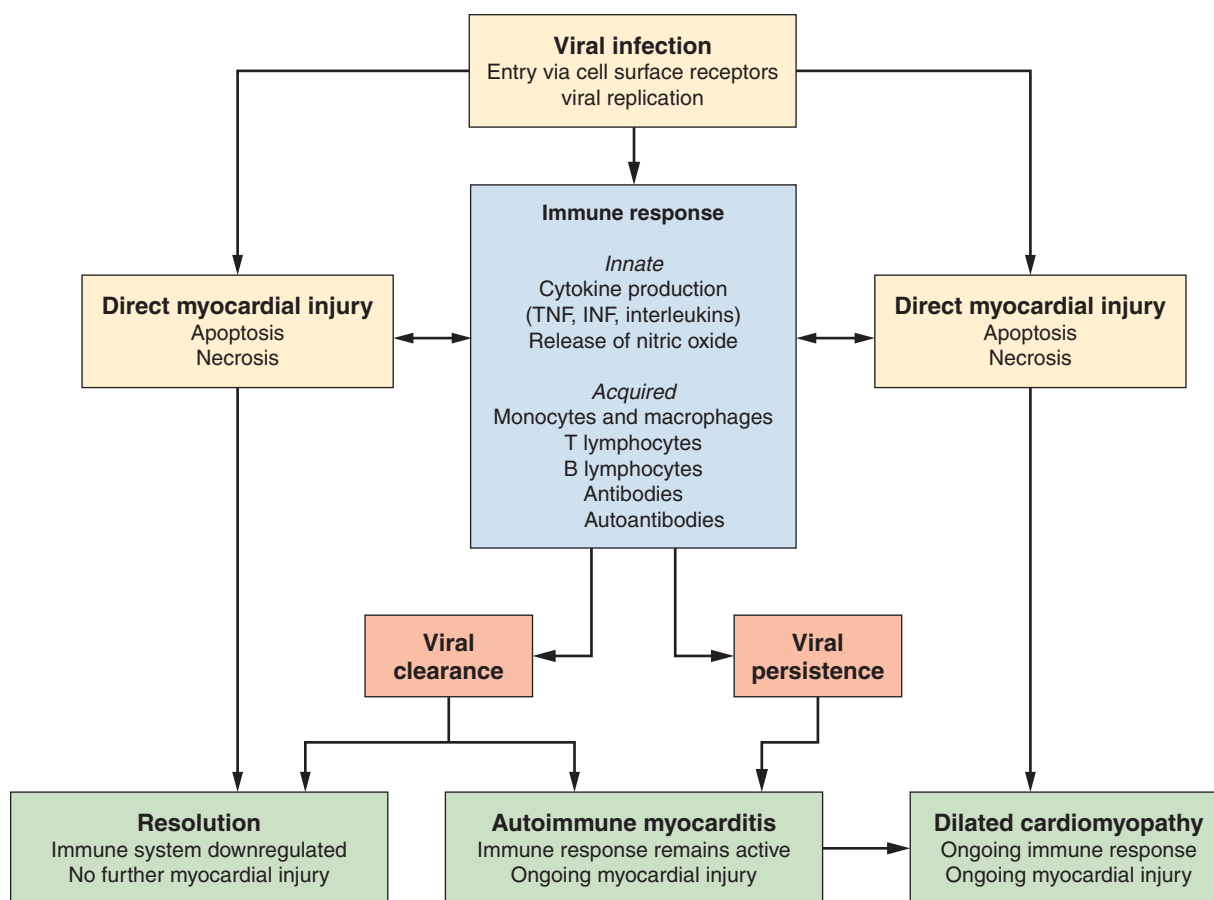 Viral infection
Entry via cell surface receptors
viral replication
Immune response
Innate
Cytokine production
(TNF, INF, interleukins)
Release of nitric oxide
Acquired
Monocytes and macrophages
T lymphocytes
B lymphocytes
Antibodies
Autoantibodies
Direct myocardial injury
Apoptosis
Necrosis
Direct myocardial injury
Apoptosis
Necrosis
Viral
clearance
Viral
persistence
Resolution
Immune system downregulated
No further myocardial injury
Autoimmune myocarditis
Immune response remains active
Ongoing myocardial injury
Dilated cardiomyopathy
Ongoing immune response
Ongoing myocardial injury